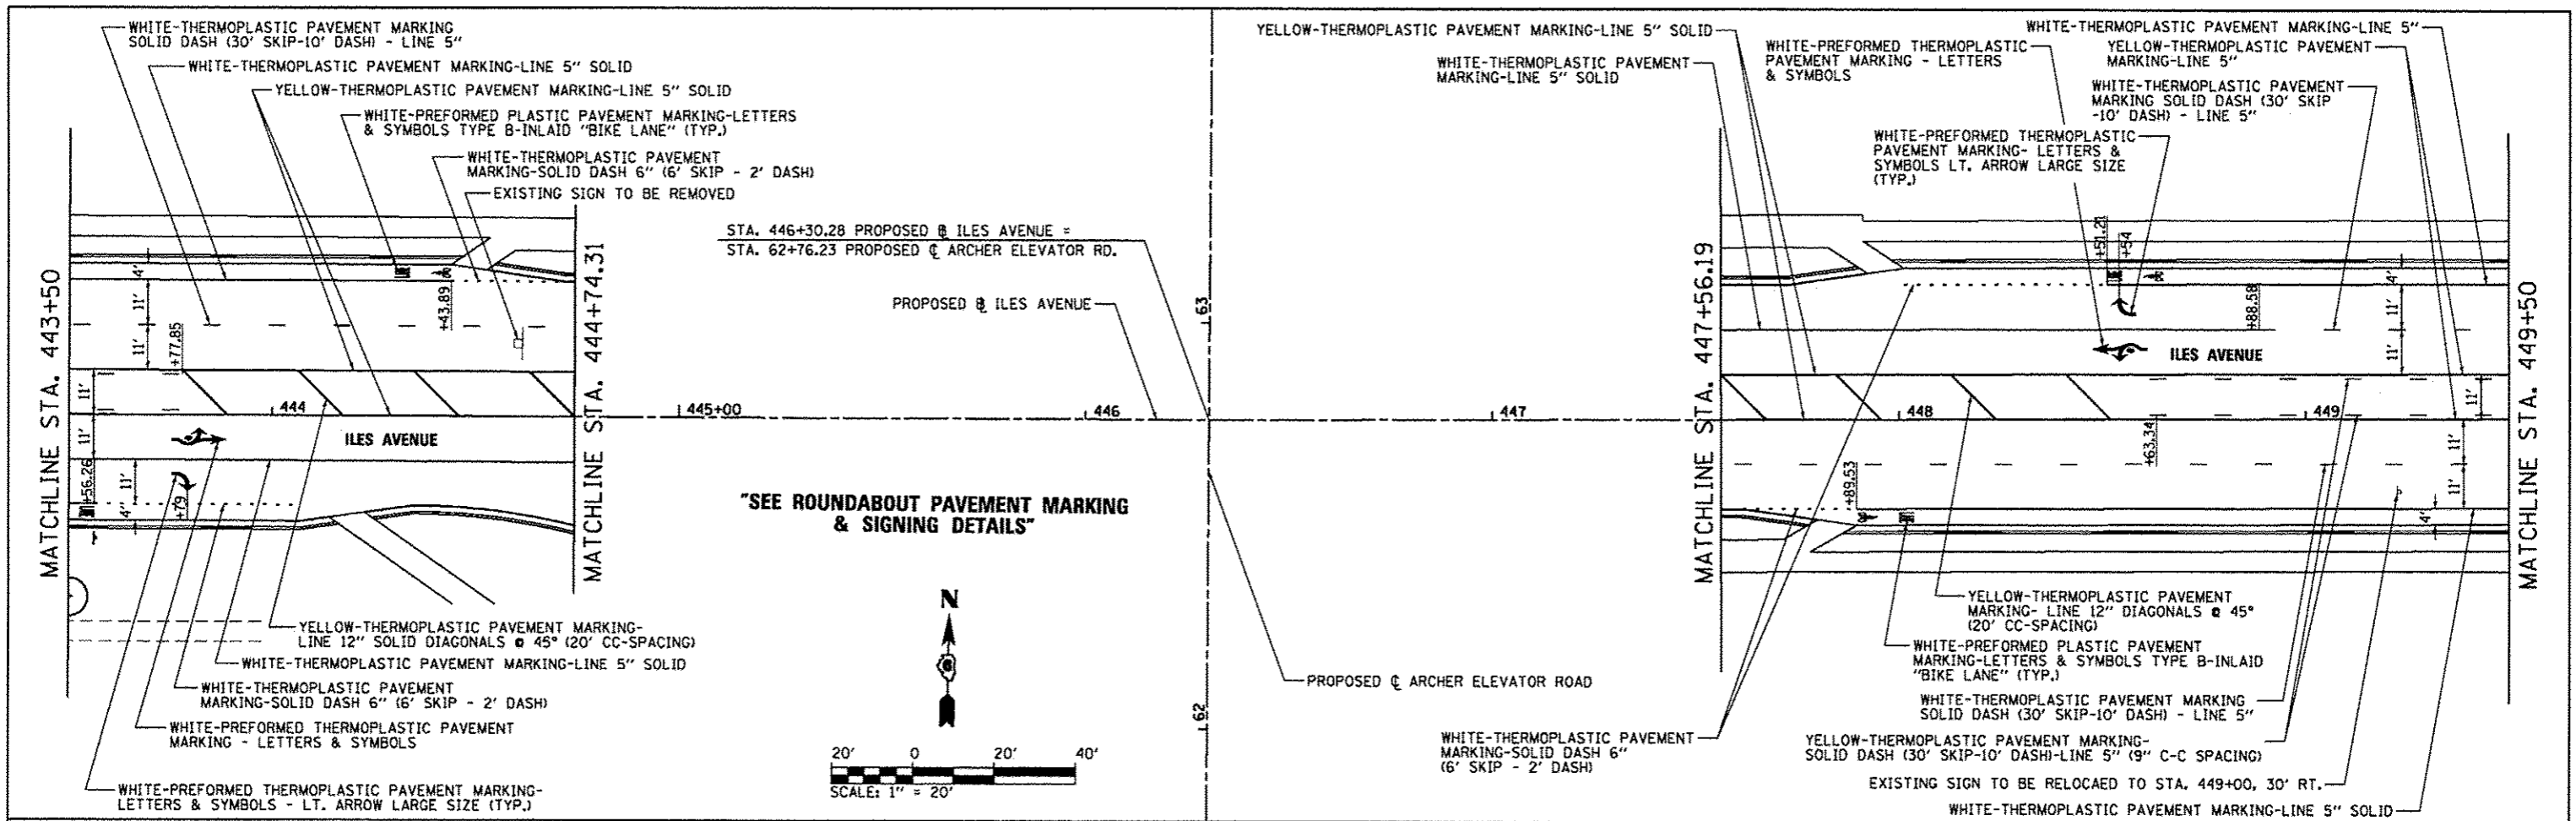 WHITE-THERMOPLASTIC PAVEMENT MARKING
SOLID DASH (30' SKIP-10' DASH) - LINE 5"
WHITE-THERMOPLASTIC PAVEMENT MARKING-LINE 5" SOLID
YELLOW-THERMOPLASTIC PAVEMENT MARKING-LINE 5" SOLID
WHITE-PREFORMED PLASTIC PAVEMENT MARKING-LETTERS
& SYMBOLS TYPE B-INLAID "BIKE LANE" (TYP.)
WHITE-THERMOPLASTIC PAVEMENT
MARKING-SOLID DASH 6" (6' SKIP - 2' DASH)
EXISTING SIGN TO BE REMOVED
MATCHLINE STA. 443+50
4'
11'
11'
+77.85
+43.89
11'
11'
444
ILES AVENUE
+56.26
11'
4"
+79
MATCHLINE STA. 444+74.31
YELLOW-THERMOPLASTIC PAVEMENT MARKING-
LINE 12" SOLID DIAGONALS @ 45° (20' CC-SPACING)
WHITE-THERMOPLASTIC PAVEMENT MARKING-LINE 5" SOLID
WHITE-THERMOPLASTIC PAVEMENT
MARKING-SOLID DASH 6" (6' SKIP - 2' DASH)
WHITE-PREFORMED THERMOPLASTIC PAVEMENT
MARKING - LETTERS & SYMBOLS
WHITE-PREFORMED THERMOPLASTIC PAVEMENT MARKING-
LETTERS & SYMBOLS - LT. ARROW LARGE SIZE (TYP.)
STA. 446+30.28 PROPOSED ℄ ILES AVENUE =
STA. 62+76.23 PROPOSED ℄ ARCHER ELEVATOR RD.
PROPOSED ℄ ILES AVENUE
63
445+00
446
447
"SEE ROUNDABOUT PAVEMENT MARKING
& SIGNING DETAILS"
N
20' 0 20' 40'
SCALE: 1" = 20'
62
PROPOSED ℄ ARCHER ELEVATOR ROAD
YELLOW-THERMOPLASTIC PAVEMENT MARKING-LINE 5" SOLID
WHITE-THERMOPLASTIC PAVEMENT
MARKING-LINE 5" SOLID
WHITE-PREFORMED THERMOPLASTIC
PAVEMENT MARKING - LETTERS
& SYMBOLS
WHITE-THERMOPLASTIC PAVEMENT MARKING-LINE 5"
YELLOW-THERMOPLASTIC PAVEMENT
MARKING-LINE 5"
WHITE-THERMOPLASTIC PAVEMENT
MARKING SOLID DASH (30' SKIP
-10' DASH) - LINE 5"
WHITE-PREFORMED THERMOPLASTIC
PAVEMENT MARKING- LETTERS &
SYMBOLS LT. ARROW LARGE SIZE
(TYP.)
MATCHLINE STA. 447+56.19
+51.21
+54
4'
11'
+88.58
ILES AVENUE
11'
11'
448
449
+63.34
11'
+89.53
11'
4'
MATCHLINE STA. 449+50
YELLOW-THERMOPLASTIC PAVEMENT
MARKING- LINE 12" DIAGONALS @ 45°
(20' CC-SPACING)
WHITE-PREFORMED PLASTIC PAVEMENT
MARKING-LETTERS & SYMBOLS TYPE B-INLAID
"BIKE LANE" (TYP.)
WHITE-THERMOPLASTIC PAVEMENT MARKING
SOLID DASH (30' SKIP-10' DASH) - LINE 5"
WHITE-THERMOPLASTIC PAVEMENT
MARKING-SOLID DASH 6"
(6' SKIP - 2' DASH)
YELLOW-THERMOPLASTIC PAVEMENT MARKING-
SOLID DASH (30' SKIP-10' DASH)-LINE 5" (9" C-C SPACING)
EXISTING SIGN TO BE RELOCAED TO STA. 449+00, 30' RT.
WHITE-THERMOPLASTIC PAVEMENT MARKING-LINE 5" SOLID